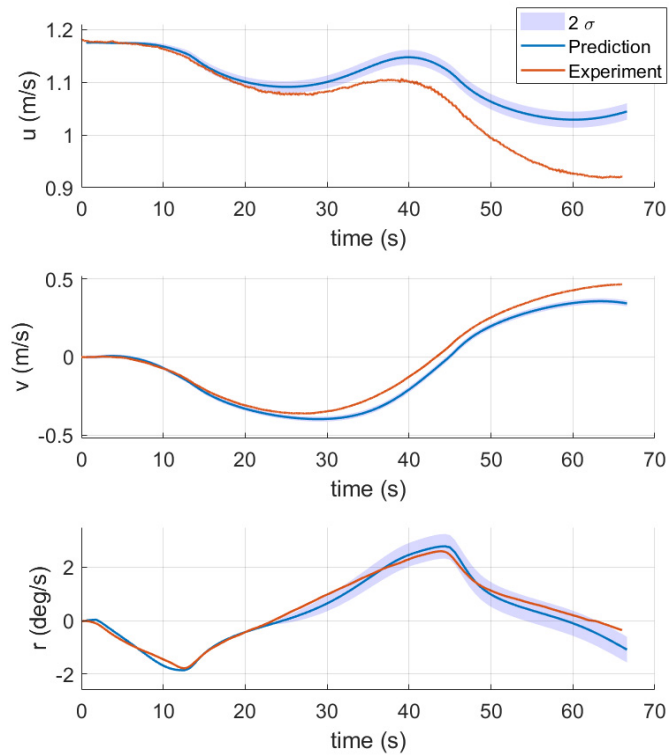 2 σ
Prediction
Experiment
1.2
1.1
1
0.9
u (m/s)
0 10 20 30 40 50 60 70
time (s)
0.5
0
-0.5
v (m/s)
0 10 20 30 40 50 60 70
time (s)
2
0
-2
r (deg/s)
0 10 20 30 40 50 60 70
time (s)